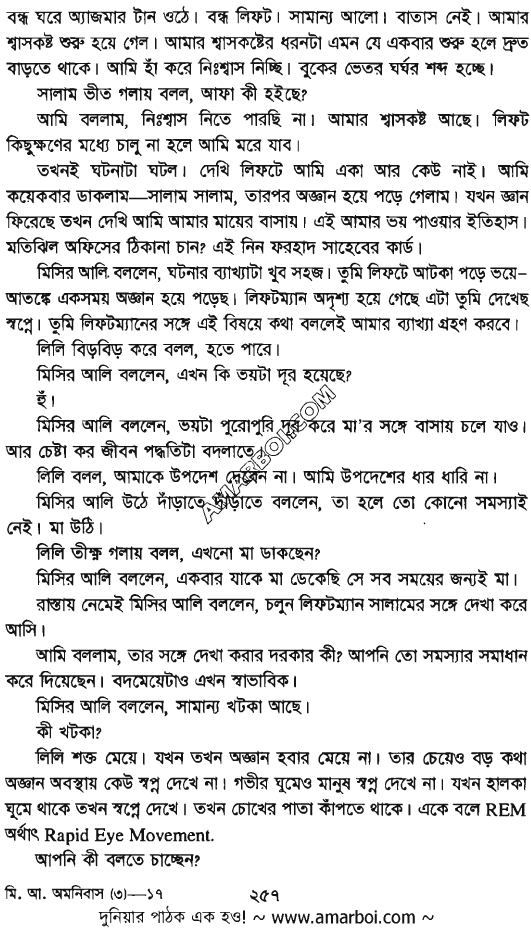 বন্ধ ঘরে অ্যাজমার টান ওঠে। বন্ধ লিফট। সামান্য আলো। বাতাস নেই। আমার
শ্বাসকষ্ট শুরু হয়ে গেল। আমার শ্বাসকষ্টের ধরনটা এমন যে একবার শুরু হলে দ্রুত
বাড়তে থাকে। আমি হাঁ করে নিঃশ্বাস নিচ্ছি। বুকের ভেতর ঘর্ঘর শব্দ হচ্ছে।
সালাম ভীত গলায় বলল, আফা কী হইছে?
আমি বললাম, নিঃশ্বাস নিতে পারছি না। আমার শ্বাসকষ্ট আছে। লিফট
কিছুক্ষণের মধ্যে চালু না হলে আমি মরে যাব।
তখনই ঘটনাটা ঘটল। দেখি লিফটে আমি একা আর কেউ নাই। আমি
কয়েকবার ডাকলাম—সালাম সালাম, তারপর অজ্ঞান হয়ে পড়ে গেলাম। যখন জ্ঞান
ফিরেছে তখন দেখি আমি আমার মায়ের বাসায়। এই আমার ভয় পাওয়ার ইতিহাস।
মতিঝিল অফিসের ঠিকানা চান? এই নিন ফরহাদ সাহেবের কার্ড।
মিসির আলি বললেন, ঘটনার ব্যাখ্যাটা খুব সহজ। তুমি লিফটে আটকা পড়ে ভয়ে-
আতঙ্কে একসময় অজ্ঞান হয়ে পড়েছ। লিফটম্যান অদৃশ্য হয়ে গেছে এটা তুমি দেখেছ
স্বপ্নে। তুমি লিফটম্যানের সঙ্গে এই বিষয়ে কথা বললেই আমার ব্যাখ্যা গ্রহণ করবে।
লিলি বিড়বিড় করে বলল, হতে পারে।
মিসির আলি বললেন, এখন কি ভয়টা দূর হয়েছে?
হুঁ।
মিসির আলি বললেন, ভয়টা পুরোপুরি দূর করে মা'র সঙ্গে বাসায় চলে যাও।
আর চেষ্টা কর জীবন পদ্ধতিটা বদলাতে।
লিলি বলল, আমাকে উপদেশ দেবেন না। আমি উপদেশের ধার ধারি না।
মিসির আলি উঠে দাঁড়াতে দাঁড়াতে বললেন, তা হলে তো কোনো সমস্যাই
নেই। মা উঠি।
লিলি তীক্ষ্ণ গলায় বলল, এখনো মা ডাকছেন?
মিসির আলি বললেন, একবার যাকে মা ডেকেছি সে সব সময়ের জন্যই মা।
রাস্তায় নেমেই মিসির আলি বললেন, চলুন লিফটম্যান সালামের সঙ্গে দেখা করে
আসি।
আমি বললাম, তার সঙ্গে দেখা করার দরকার কী? আপনি তো সমস্যার সমাধান
করে দিয়েছেন। বদমেয়েটাও এখন স্বাভাবিক।
মিসির আলি বললেন, সামান্য খটকা আছে।
কী খটকা?
লিলি শক্ত মেয়ে। যখন তখন অজ্ঞান হবার মেয়ে না। তার চেয়েও বড় কথা
অজ্ঞান অবস্থায় কেউ স্বপ্ন দেখে না। গভীর ঘুমেও মানুষ স্বপ্ন দেখে না। যখন হালকা
ঘুমে থাকে তখন স্বপ্নে দেখে। তখন চোখের পাতা কাঁপতে থাকে। একে বলে REM
অর্থাৎ Rapid Eye Movement.
আপনি কী বলতে চাচ্ছেন?
মি. আ. অমনিবাস (৩)—১৭ ২৫৭
দুনিয়ার পাঠক এক হও! ~ www.amarboi.com ~
AMARBOI.COM